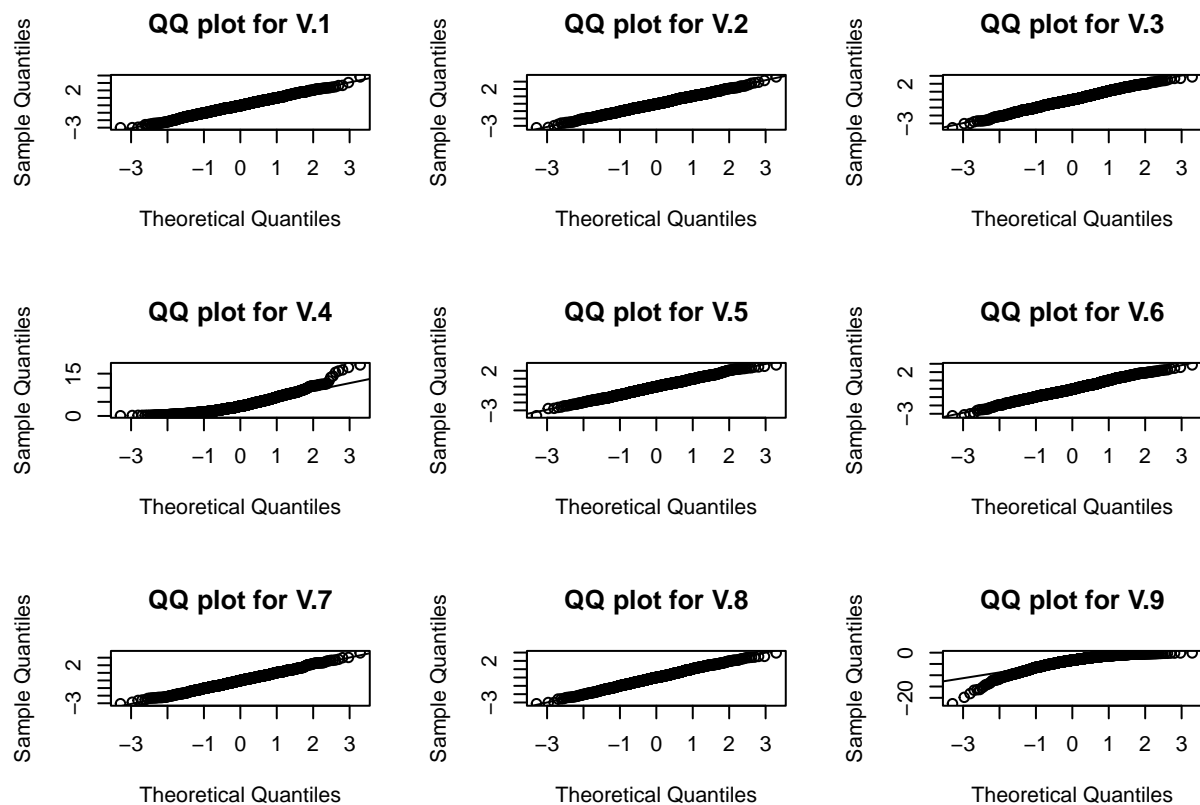 QQ plot for V.1
Sample Quantiles
2
−3
−3 −1 0 1 2 3
Theoretical Quantiles
QQ plot for V.2
Sample Quantiles
2
−3
−3 −1 0 1 2 3
Theoretical Quantiles
QQ plot for V.3
Sample Quantiles
2
−3
−3 −1 0 1 2 3
Theoretical Quantiles
QQ plot for V.4
Sample Quantiles
15
0
−3 −1 0 1 2 3
Theoretical Quantiles
QQ plot for V.5
Sample Quantiles
2
−3
−3 −1 0 1 2 3
Theoretical Quantiles
QQ plot for V.6
Sample Quantiles
2
−3
−3 −1 0 1 2 3
Theoretical Quantiles
QQ plot for V.7
Sample Quantiles
2
−3
−3 −1 0 1 2 3
Theoretical Quantiles
QQ plot for V.8
Sample Quantiles
2
−3
−3 −1 0 1 2 3
Theoretical Quantiles
QQ plot for V.9
Sample Quantiles
0
−20
−3 −1 0 1 2 3
Theoretical Quantiles